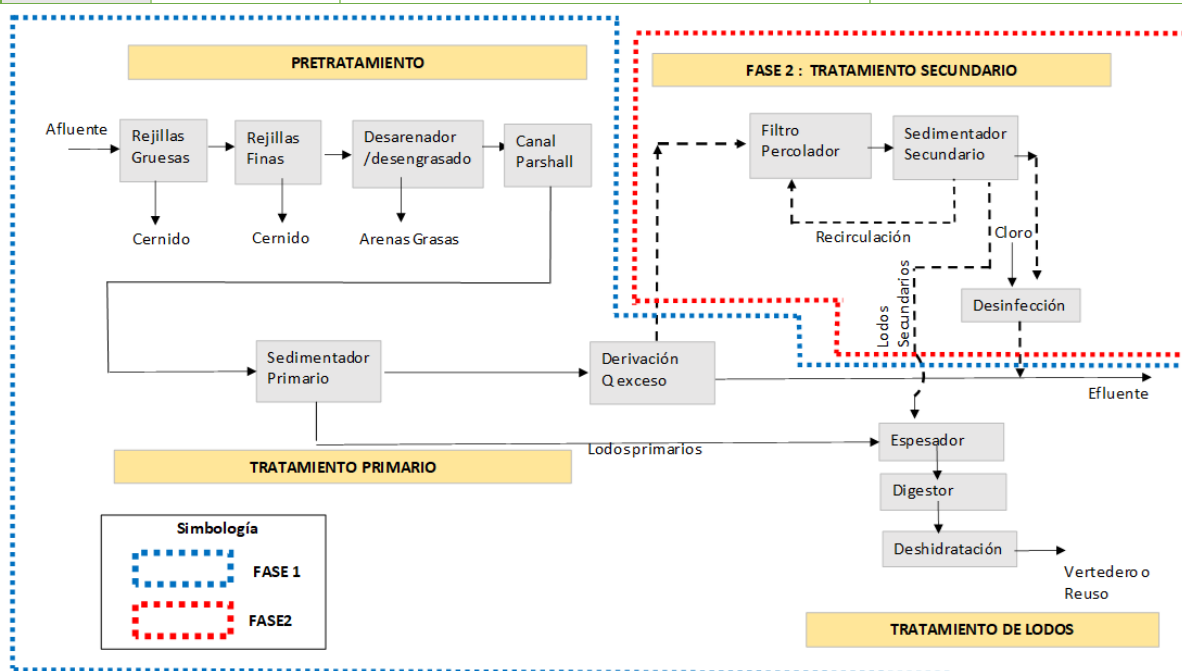 PRETRATAMIENTO
FASE 2 : TRATAMIENTO SECUNDARIO
Afluente
Rejillas
Gruesas
Rejillas
Finas
Desarenador
/desengrasado
Canal
Parshall
Cernido
Cernido
Arenas Grasas
Filtro
Percolador
Sedimentador
Secundario
Recirculación
Cloro
Lodos
Secundarios
Desinfección
Sedimentador
Primario
Derivación
Q exceso
Efluente
Lodos primarios
Espesador
TRATAMIENTO PRIMARIO
Digestor
Deshidratación
Vertedero o
Reuso
TRATAMIENTO DE LODOS
Simbología
FASE 1
FASE2